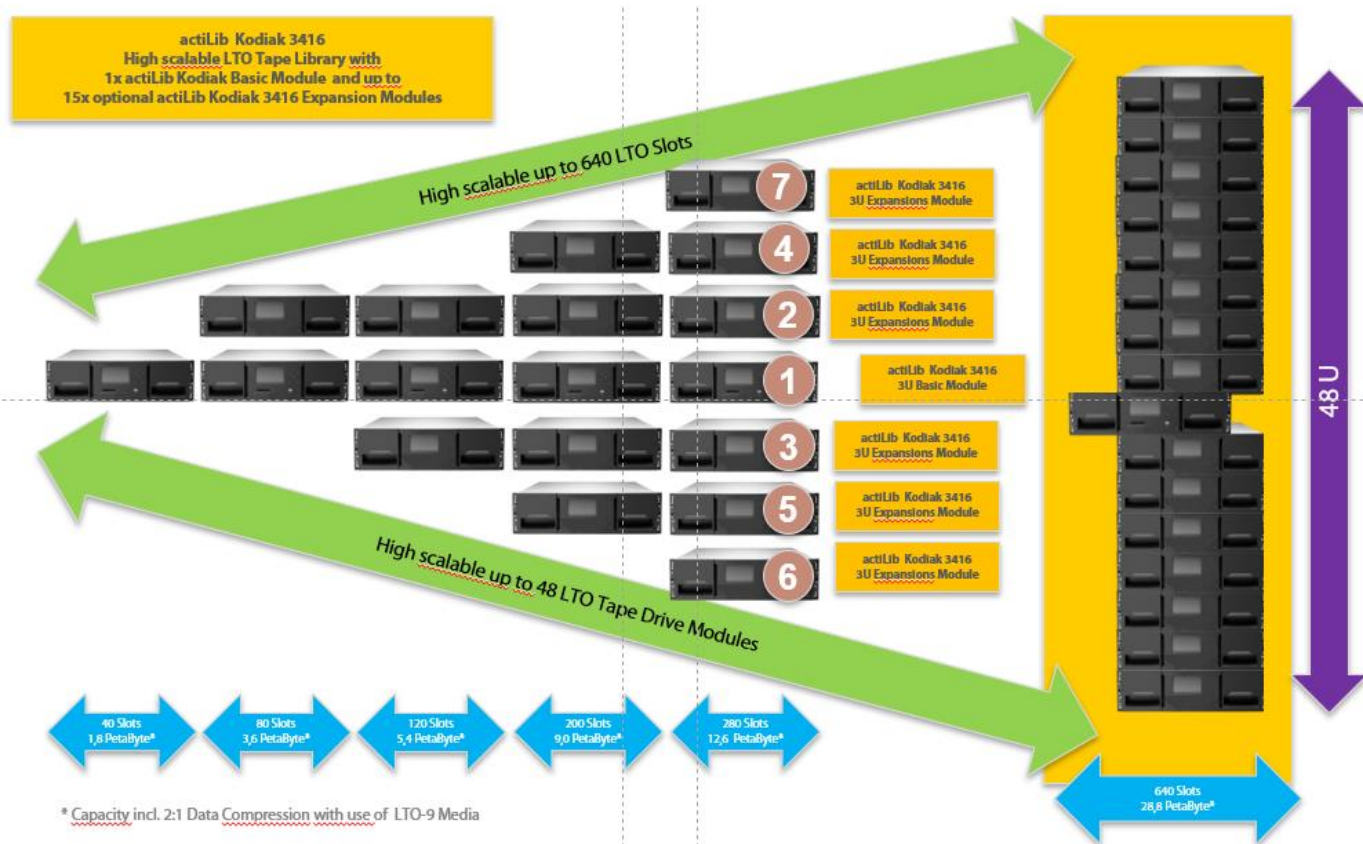 actiLib Kodiak 3416
High scalable LTO Tape Library with
1x actiLib Kodiak Basic Module and up to
15x optional actiLib Kodiak 3416 Expansion Modules
High scalable up to 640 LTO Slots
7
actiLib Kodiak 3416
3U Expansions Module
4
actiLib Kodiak 3416
3U Expansions Module
2
actiLib Kodiak 3416
3U Expansions Module
1
actiLib Kodiak 3416
3U Basic Module
48 U
3
actiLib Kodiak 3416
3U Expansions Module
5
actiLib Kodiak 3416
3U Expansions Module
6
actiLib Kodiak 3416
3U Expansions Module
High scalable up to 48 LTO Tape Drive Modules
40 Slots
1,8 PetaByte*
80 Slots
3,6 PetaByte*
120 Slots
5,4 PetaByte*
200 Slots
9,0 PetaByte*
280 Slots
12,6 PetaByte*
640 Slots
28,8 PetaByte*
* Capacity incl. 2:1 Data Compression with use of LTO-9 Media